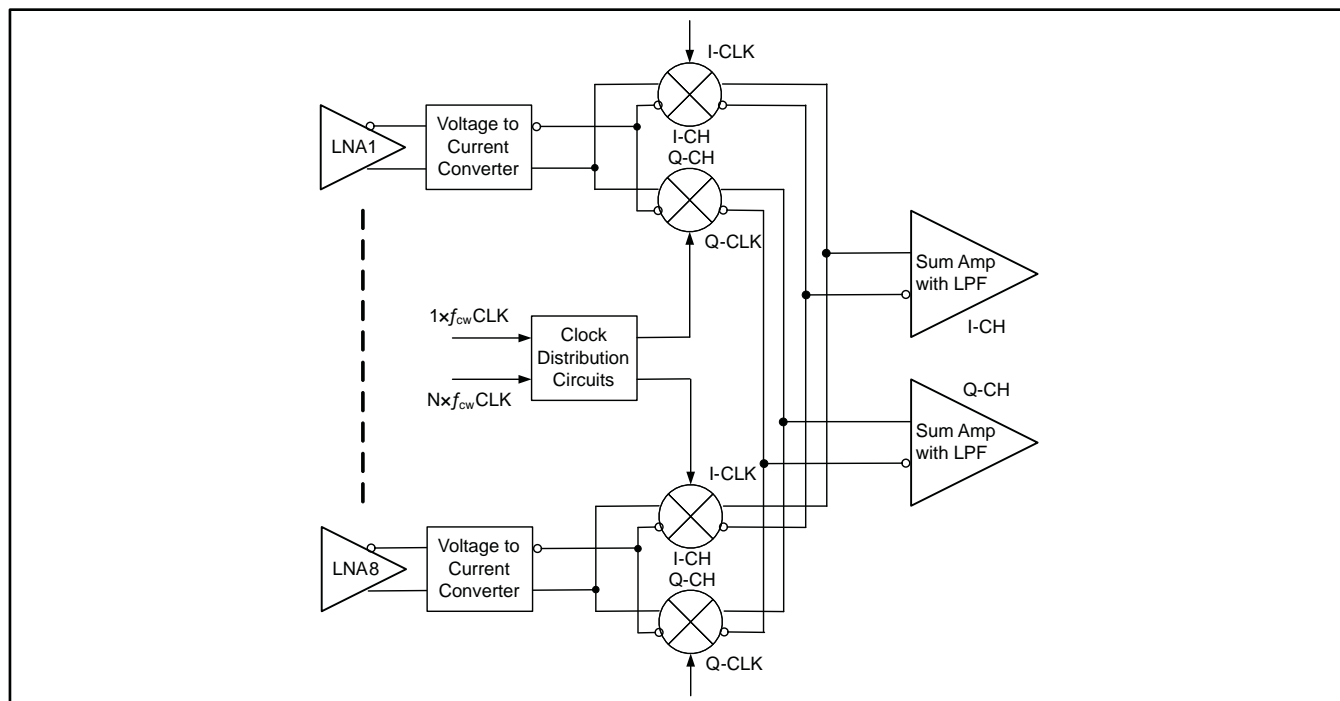 I-CLK
LNA1
Voltage to
Current
Converter
I-CH
Q-CH
Q-CLK
Sum Amp
with LPF
I-CH
1×fcwCLK
N×fcwCLK
Clock
Distribution
Circuits
Q-CH
Sum Amp
with LPF
I-CLK
LNA8
Voltage to
Current
Converter
I-CH
Q-CH
Q-CLK